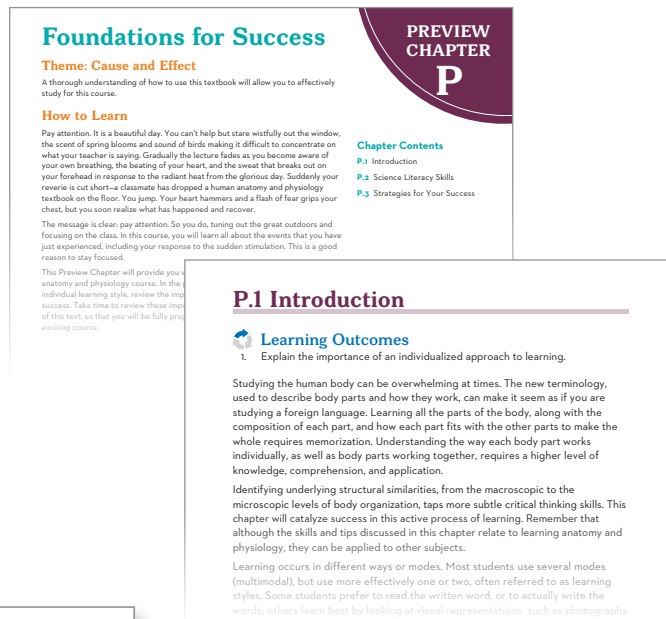 Foundations for Success
Theme: Cause and Effect
A thorough understanding of how to use this textbook will allow you to effectively
study for this course.
How to Learn
Pay attention. It is a beautiful day. You can't help but stare wistfully out the window,
the scent of spring blooms and sound of birds making it difficult to concentrate on
what your teacher is saying. Gradually the lecture fades as you become aware of
your own breathing, the beating of your heart, and the sweat that breaks out on
your forehead in response to the radiant heat from the glorious day. Suddenly your
reverie is cut short—a classmate has dropped a human anatomy and physiology
textbook on the floor. You jump. Your heart hammers and a flash of fear grips your
chest, but you soon realize what has happened and recover.
The message is clear: pay attention. So you do, tuning out the great outdoors and
focusing on the class. In this course, you will learn all about the events that you have
just experienced, including your response to the sudden stimulation. This is a good
reason to stay focused.
This Preview Chapter will provide you
anatomy and physiology course. In the
individual learning style, review the
success. Take time to review these
of this text, so that you will be fully
exciting course.
PREVIEW
CHAPTER
P
Chapter Contents
P.1 Introduction
P.2 Science Literacy Skills
P.3 Strategies for Your Success
P.1 Introduction
Learning Outcomes
1. Explain the importance of an individualized approach to learning.
Studying the human body can be overwhelming at times. The new terminology,
used to describe body parts and how they work, can make it seem as if you are
studying a foreign language. Learning all the parts of the body, along with the
composition of each part, and how each part fits with the other parts to make the
whole requires memorization. Understanding the way each body part works
individually, as well as body parts working together, requires a higher level of
knowledge, comprehension, and application.
Identifying underlying structural similarities, from the macroscopic to the
microscopic levels of body organization, taps more subtle critical thinking skills. This
chapter will catalyze success in this active process of learning. Remember that
although the skills and tips discussed in this chapter relate to learning anatomy and
physiology, they can be applied to other subjects.
Learning occurs in different ways or modes. Most students use several modes
(multimodal), but use more effectively one or two, often referred to as learning
styles. Some students prefer to read the written word, or to actually write the
words; others learn best by looking at visual representations, such as photographs